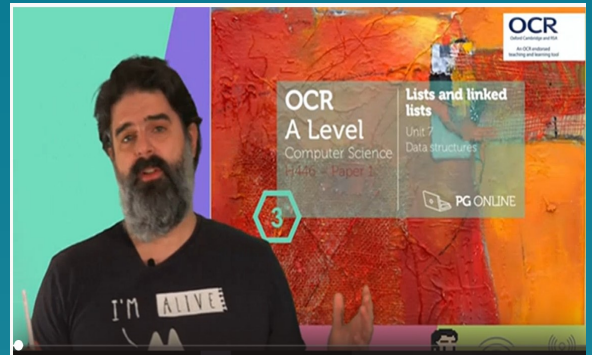 OCR
Oxford Cambridge and RSA
An OCR endorsed
teaching and learning tool
OCR
A Level
Computer Science
H446 – Paper 1
Lists and linked
lists
Unit 7
Data structures
PG ONLINE
3
I'M ALIVE